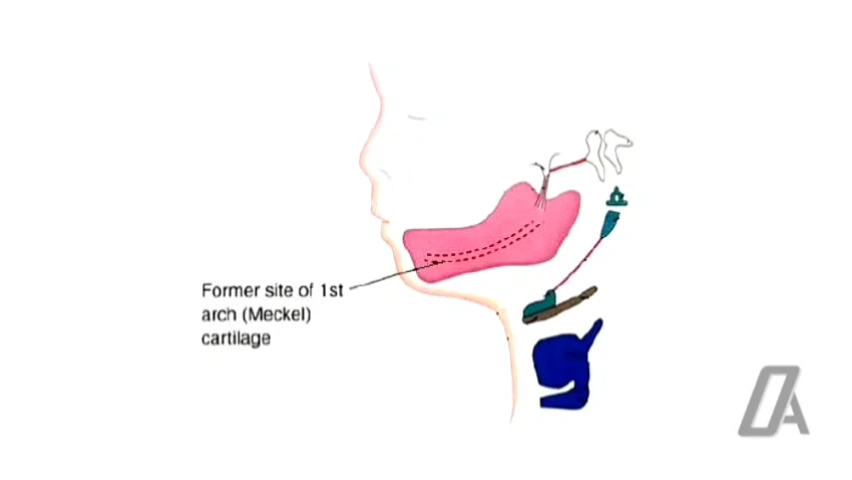 Former site of 1st
arch (Meckel)
cartilage